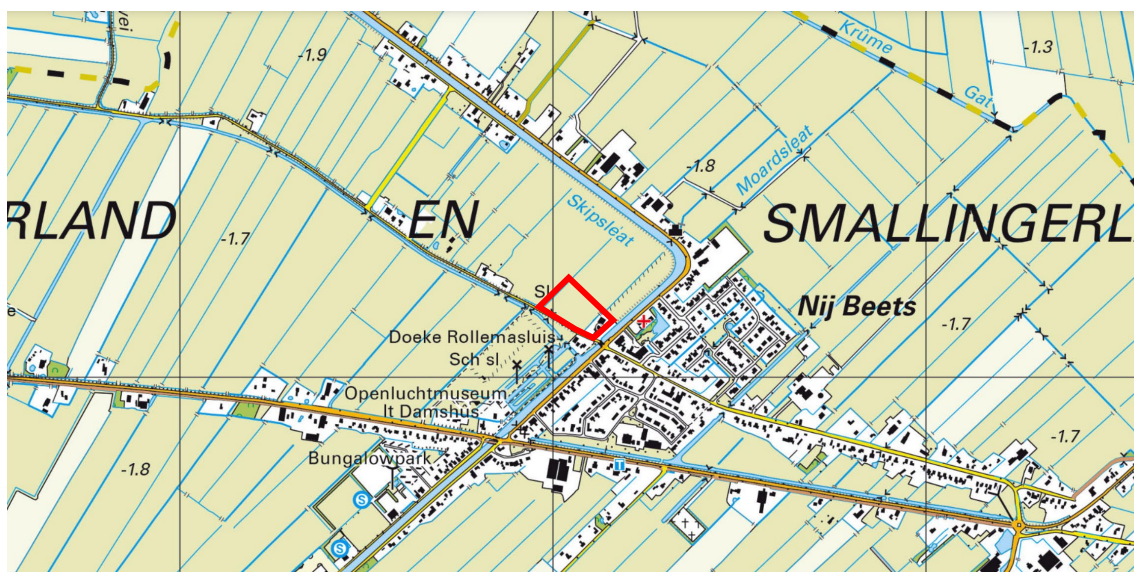 vei
-1.9
Krûme
-1.3
Gat
-1.8
Moardsleat
Skipsleat
RLAND
EN
SMALLINGERL
-1.7
Sl
Nij Beets
e
Doeke Rollemasluis
Sch sl
-1.7
Openluchtmuseum
It Damshûs
-1.7
Bungalowpark
-1.8
S
S